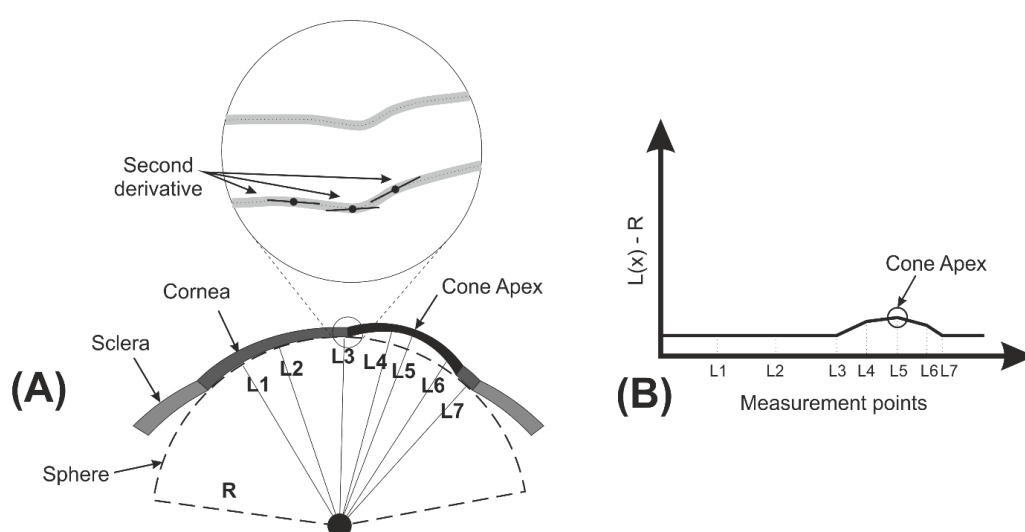 Second
derivative
Cornea
Cone Apex
Sclera
L1
L2
L3
L4
L5
L6
L7
(A)
Sphere
R
L(x) - R
Cone Apex
L1
L2
L3
L4
L5
L6
L7
(B)
Measurement points